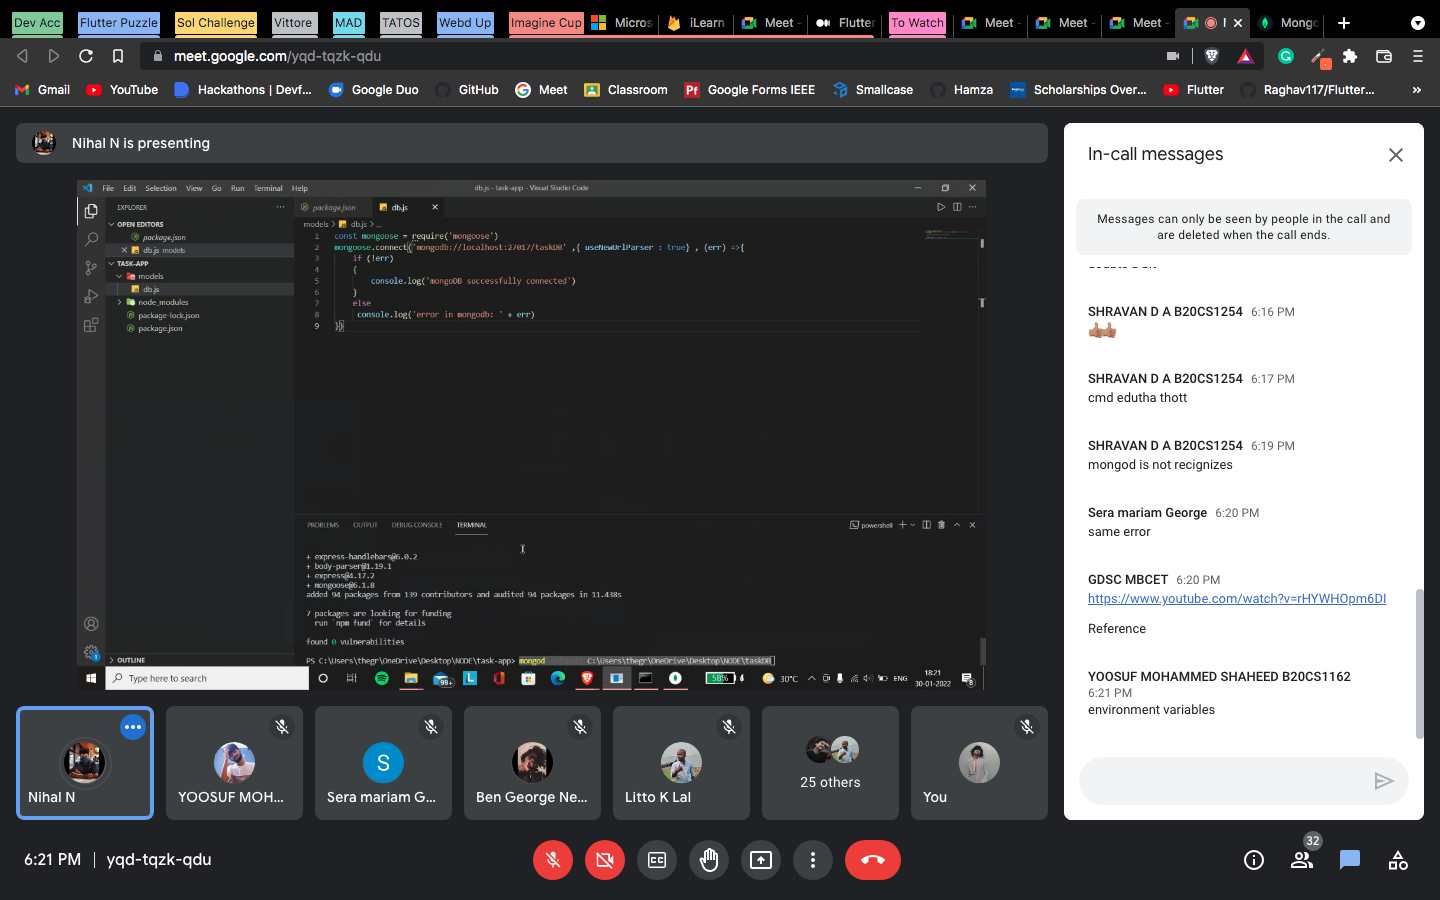 Dev Acc
Flutter Puzzle
Sol Challenge
Vittore
MAD
TATOS
Webd Up
Imagine Cup
Micros
iLearn
Meet -
Flutter
To Watch
Meet -
Meet -
Meet -
Mongo
meet.google.com/yqd-tqzk-qdu
Gmail
YouTube
Hackathons | Devf...
Google Duo
GitHub
Meet
Classroom
Google Forms IEEE
Smallcase
Hamza
Scholarships Over...
Flutter
Raghav117/Flutter...
Nihal N is presenting
File Edit Selection View Go Run Terminal Help
db.js - task-app - Visual Studio Code
EXPLORER
OPEN EDITORS
package.json
db.js models
TASK-APP
models
db.js
node_modules
package-lock.json
package.json
OUTLINE
package.json
db.js
models > db.js > ...
1 const mongoose = require('mongoose')
2 mongoose.connect('mongodb://localhost:27017/taskDB' ,{ useNewUrlParser : true} , (err) =>{
3 if (!err)
4 {
5 console.log('mongoDB successfully connected')
6 }
7 else
8 console.log('error in mongodb: ' + err)
9 })
PROBLEMS OUTPUT DEBUG CONSOLE TERMINAL
powershell
+ express-handlebars@6.0.2
+ body-parser@1.19.1
+ express@4.17.2
+ mongoose@6.1.8
added 94 packages from 139 contributors and audited 94 packages in 11.438s
7 packages are looking for funding
run `npm fund` for details
found 0 vulnerabilities
PS C:\Users\thegr\OneDrive\Desktop\NODE\task-app> mongod C:\Users\thegr\OneDrive\Desktop\NODE\taskDB
Type here to search
99+
58%
30°C
ENG
18:21
30-01-2022
Nihal N
YOOSUF MOH...
S
Sera mariam G...
Ben George Ne...
Litto K Lal
25 others
You
6:21 PM | yqd-tqzk-qdu
32
In-call messages
Messages can only be seen by people in the call and
are deleted when the call ends.
SHRAVAN D A B20CS1254 6:16 PM
👍👍
SHRAVAN D A B20CS1254 6:17 PM
cmd edutha thott
SHRAVAN D A B20CS1254 6:19 PM
mongod is not recignizes
Sera mariam George 6:20 PM
same error
GDSC MBCET 6:20 PM
https://www.youtube.com/watch?v=rHYWHOpm6DI
Reference
YOOSUF MOHAMMED SHAHEED B20CS1162
6:21 PM
environment variables